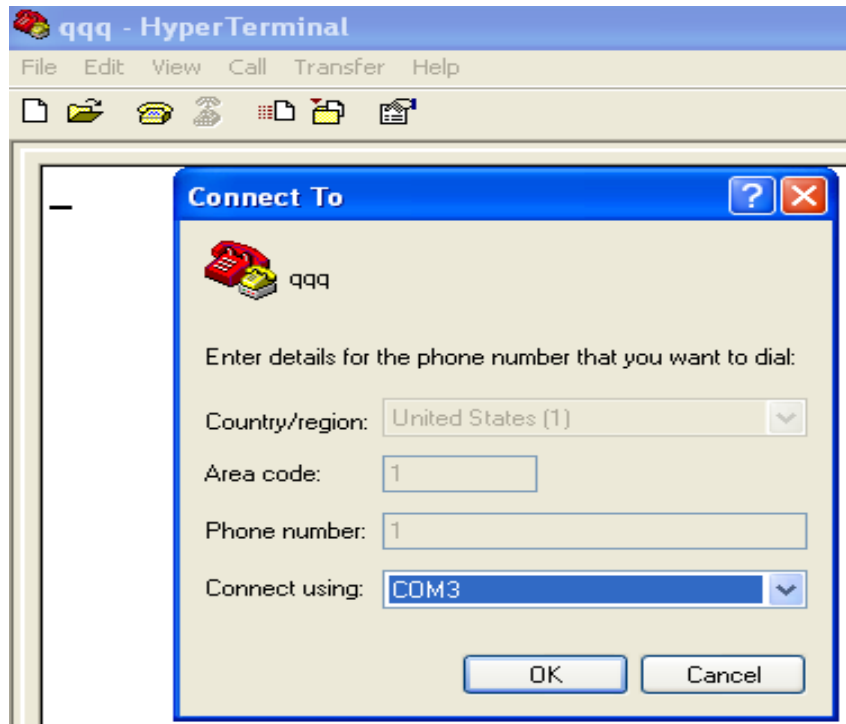 qqq - HyperTerminal
File Edit View Call Transfer Help
Connect To
qqq
Enter details for the phone number that you want to dial:
Country/region: United States (1)
Area code: 1
Phone number: 1
Connect using: COM3
OK Cancel